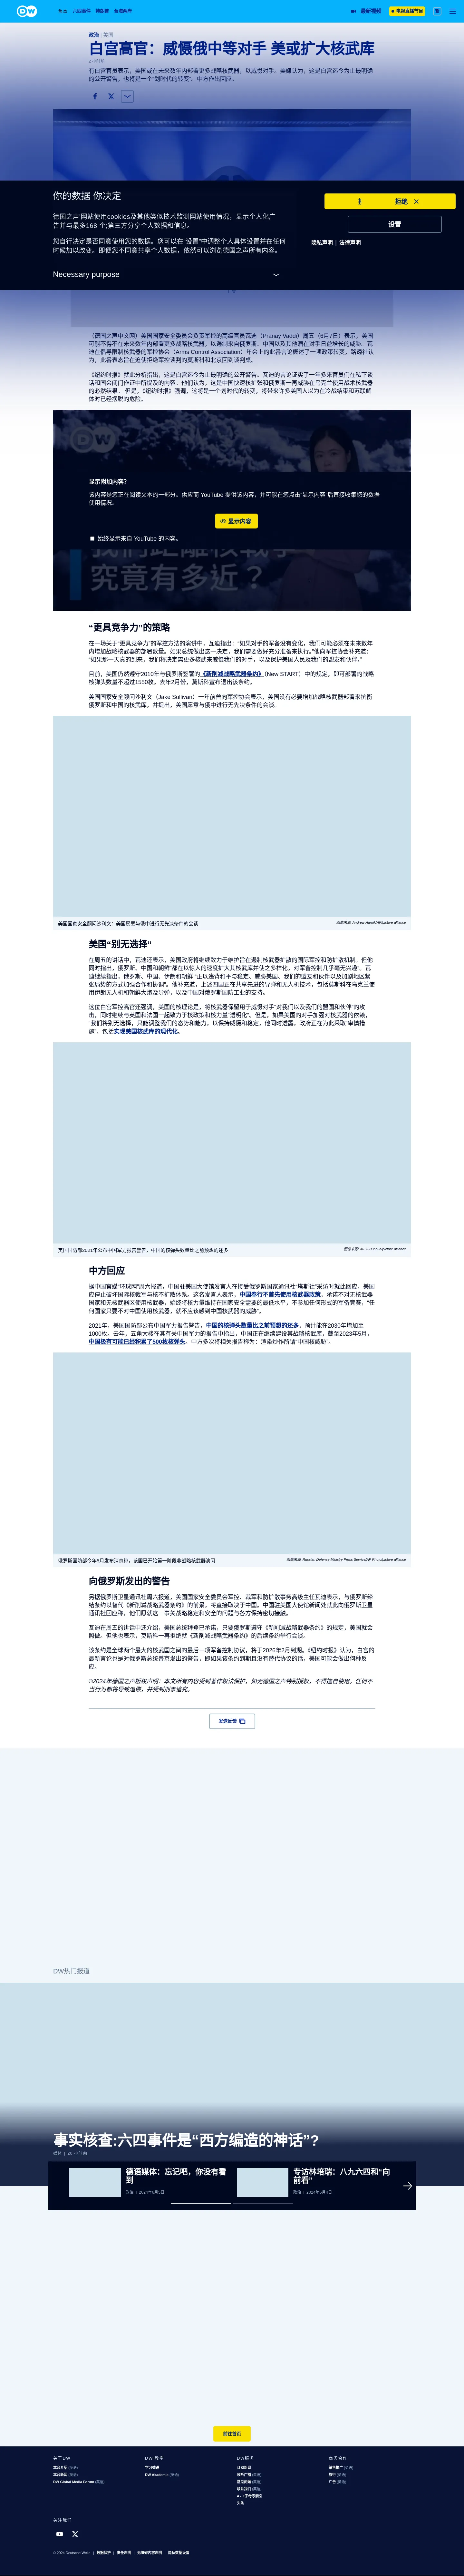 DW
焦点
六四事件
特朗普
台海两岸
最新视频
电视直播节目
繁
政治 | 美国
白宫高官：威慑俄中等对手 美或扩大核武库
2 小时前
有白宫官员表示，美国或在未来数年内部署更多战略核武器，以威慑对手。美媒认为，这是白宫迄今为止最明确
的公开警告，也将是一个“划时代的转变”。中方作出回应。
你的数据 你决定
德国之声’网站使用cookies及其他类似技术监测网站使用情况，显示个人化广
告并与最多168 个;第三方分享个人数据和信息。
您自行决定是否同意使用您的数据。您可以在“设置”中调整个人具体设置并在任何
时候加以改变。即便您不同意共享个人数据，依然可以浏览德国之声所有内容。
Necessary purpose
拒绝
设置
隐私声明 | 法律声明
（德国之声中文网）美国国家安全委员会负责军控的高级官员瓦迪（Pranay Vaddi）周五（6月7日）表示，美国
可能不得不在未来数年内部署更多战略核武器，以遏制来自俄罗斯、中国以及其他潜在对手日益增长的威胁。瓦
迪在倡导限制核武器的军控协会（Arms Control Association）年会上的此番言论概述了一项政策转变，路透社认
为，此番表态旨在迫使拒绝军控谈判的莫斯科和北京回到谈判桌。
《纽约时报》就此分析指出，这是白宫迄今为止最明确的公开警告。瓦迪的言论证实了一年多来官员们在私下谈
话和国会闭门作证中所提及的内容。他们认为，这是中国快速核扩张和俄罗斯一再威胁在乌克兰使用战术核武器
的必然结果。 但是，《纽约时报》强调，这将是一个划时代的转变，将带来许多美国人以为在冷战结束和苏联解
体时已经摆脱的危险。
显示附加内容?
该内容是您正在阅读文本的一部分。供应商 YouTube 提供该内容，并可能在您点击“显示内容”后直接收集您的数据
使用情况。
显示内容
始终显示来自 YouTube 的内容。
究竟有多近？
“更具竞争力”的策略
在一场关于“更具竞争力”的军控方法的演讲中，瓦迪指出：“如果对手的军备没有变化，我们可能必须在未来数年
内增加战略核武器的部署数量。如果总统做出这一决定，我们需要做好充分准备来执行。”他向军控协会补充道：
“如果那一天真的到来，我们将决定需要更多核武来威慑我们的对手，以及保护美国人民及我们的盟友和伙伴。”
目前，美国仍然遵守2010年与俄罗斯签署的《新削减战略武器条约》（New START）中的规定，即可部署的战略
核弹头数量不超过1550枚。去年2月份，莫斯科宣布退出该条约。
美国国家安全顾问沙利文（Jake Sullivan）一年前曾向军控协会表示，美国没有必要增加战略核武器部署来抗衡
俄罗斯和中国的核武库，并提出，美国愿意与俄中进行无先决条件的会谈。
美国国家安全顾问沙利文：美国愿意与俄中进行无先决条件的会谈
图像来源: Andrew Harnik/AP/picture alliance
美国“别无选择”
在周五的讲话中，瓦迪还表示，美国政府将继续致力于维护旨在遏制核武器扩散的国际军控和防扩散机制。但他
同时指出，俄罗斯、中国和朝鲜“都在以惊人的速度扩大其核武库并使之多样化，对军备控制几乎毫无兴趣”。瓦
迪继续指出，俄罗斯、中国、伊朗和朝鲜 “正以违背和平与稳定、威胁美国、我们的盟友和伙伴以及加剧地区紧
张局势的方式加强合作和协调”。他补充道，上述四国正在共享先进的导弹和无人机技术，包括莫斯科在乌克兰使
用伊朗无人机和朝鲜大炮及导弹，以及中国对俄罗斯国防工业的支持。
这位白宫军控高官还强调，美国的核理论是，将核武器保留用于威慑对手“对我们以及我们的盟国和伙伴”的攻
击，同时继续与英国和法国一起致力于核政策和核力量“透明化”。但是，如果美国的对手加强对核武器的依赖，
“我们将别无选择，只能调整我们的态势和能力，以保持威慑和稳定，他同时透露，政府正在为此采取“审慎措
施”，包括实现美国核武库的现代化。
美国国防部2021年公布中国军力报告警告，中国的核弹头数量比之前预想的还多
图像来源: Xu Yu/Xinhua/picture alliance
中方回应
据中国官媒“环球网”周六报道，中国驻美国大使馆发言人在接受俄罗斯国家通讯社“塔斯社”采访时就此回应，美国
应停止破坏国际核裁军与核不扩散体系。这名发言人表示，中国奉行不首先使用核武器政策，承诺不对无核武器
国家和无核武器区使用核武器，始终将核力量维持在国家安全需要的最低水平，不参加任何形式的军备竞赛，“任
何国家只要不对中国使用核武器，就不应该感到中国核武器的威胁”。
2021年，美国国防部公布中国军力报告警告，中国的核弹头数量比之前预想的还多，预计能在2030年增加至
1000枚。去年，五角大楼在其有关中国军力的报告中指出，中国正在继续建设其战略核武库，截至2023年5月，
中国极有可能已经积累了500枚核弹头。中方多次将相关报告称为：渲染炒作所谓“中国核威胁”。
俄罗斯国防部今年5月发布消息称，该国已开始第一阶段非战略核武器演习
图像来源: Russian Defense Ministry Press Service/AP Photo/picture alliance
向俄罗斯发出的警告
另据俄罗斯卫星通讯社周六报道，美国国家安全委员会军控、裁军和防扩散事务高级主任瓦迪表示，与俄罗斯缔
结条约以替代《新削减战略武器条约》的前景，将直接取决于中国。中国驻美国大使馆新闻处就此向俄罗斯卫星
通讯社回应称，他们愿就这一事关战略稳定和安全的问题与各方保持密切接触。
瓦迪在周五的讲话中还介绍，美国总统拜登已承诺，只要俄罗斯遵守《新削减战略武器条约》的规定，美国就会
照做。但他也表示，莫斯科一再拒绝就《新削减战略武器条约》的后续条约举行会谈。
该条约是全球两个最大的核武国之间的最后一项军备控制协议，将于2026年2月到期。《纽约时报》认为，白宫的
最新言论也是对俄罗斯总统普京发出的警告，即如果该条约到期后没有替代协议的话，美国可能会做出何种反
应。
©2024年德国之声版权声明：本文所有内容受到著作权法保护，如无德国之声特别授权，不得擅自使用。任何不
当行为都将导致追偿，并受到刑事追究。
发送反馈
DW热门报道
事实核查:六四事件是“西方编造的神话”?
媒体 | 20 小时前
德语媒体：忘记吧，你没有看
到
政治 | 2024年6月5日
专访林培瑞：八九六四和“向
前看”
政治 | 2024年6月4日
前往首页
关于DW
本台介绍 (英语)
本台新闻 (英语)
DW Global Media Forum (英语)
DW 教学
学习德语
DW Akademie (英语)
DW服务
订阅新闻
收听广播 (英语)
常见问题 (英语)
联系我们 (英语)
A - Z字母序索引
头条
商务合作
销售推广 (英语)
旅行 (英语)
广告 (英语)
关注我们
© 2024 Deutsche Welle | 数据保护 | 责任声明 | 无障碍内容声明 | 隐私数据设置